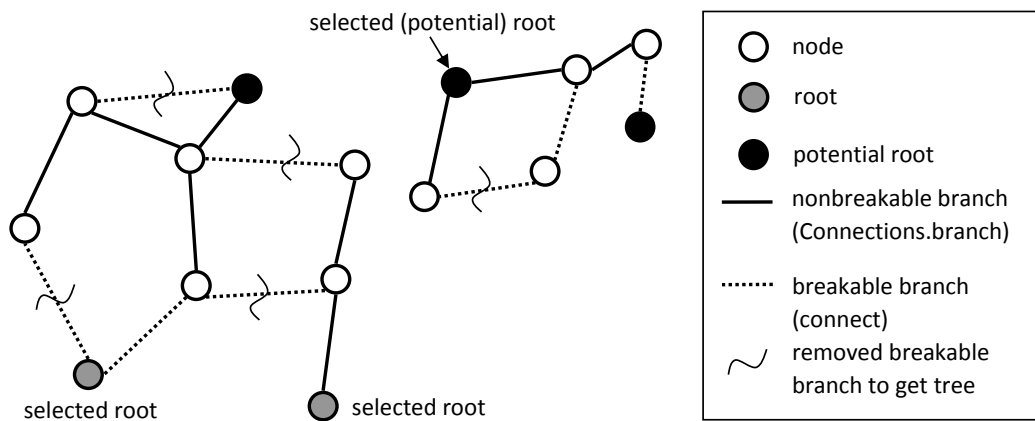 selected (potential) root
selected root
selected root
node
root
potential root
nonbreakable branch
(Connections.branch)
breakable branch
(connect)
removed breakable
branch to get tree